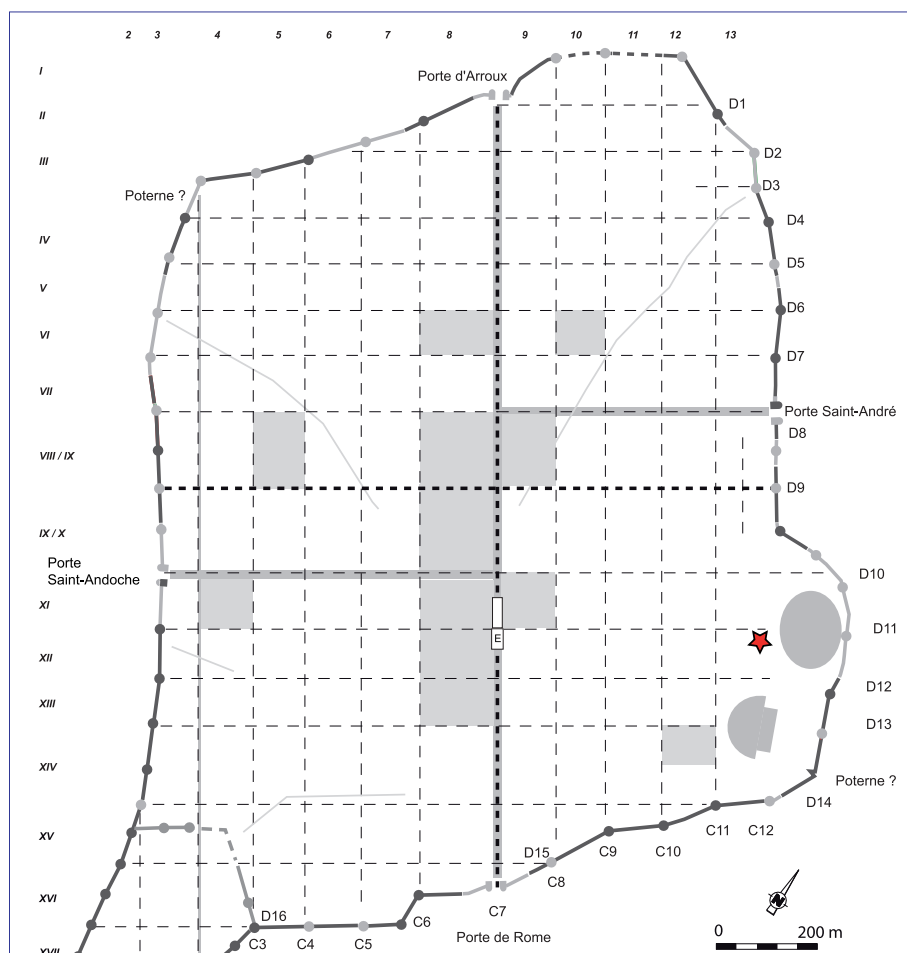 2 3 4 5 6 7 8 9 10 11 12 13
I
Porte d'Arroux
II
D1
III
D2
D3
Poterne ?
D4
IV
D5
V
D6
VI
D7
VII
Porte Saint-André
D8
VIII / IX
D9
IX / X
Porte
Saint-Andoche
D10
XI
D11
E
XII
D12
XIII
D13
XIV
Poterne ?
D14
C12
C11
XV
C10
C9
D15
C8
XVI
C7
C6
D16
C3 C4 C5
Porte de Rome
N
0 200 m
XVII